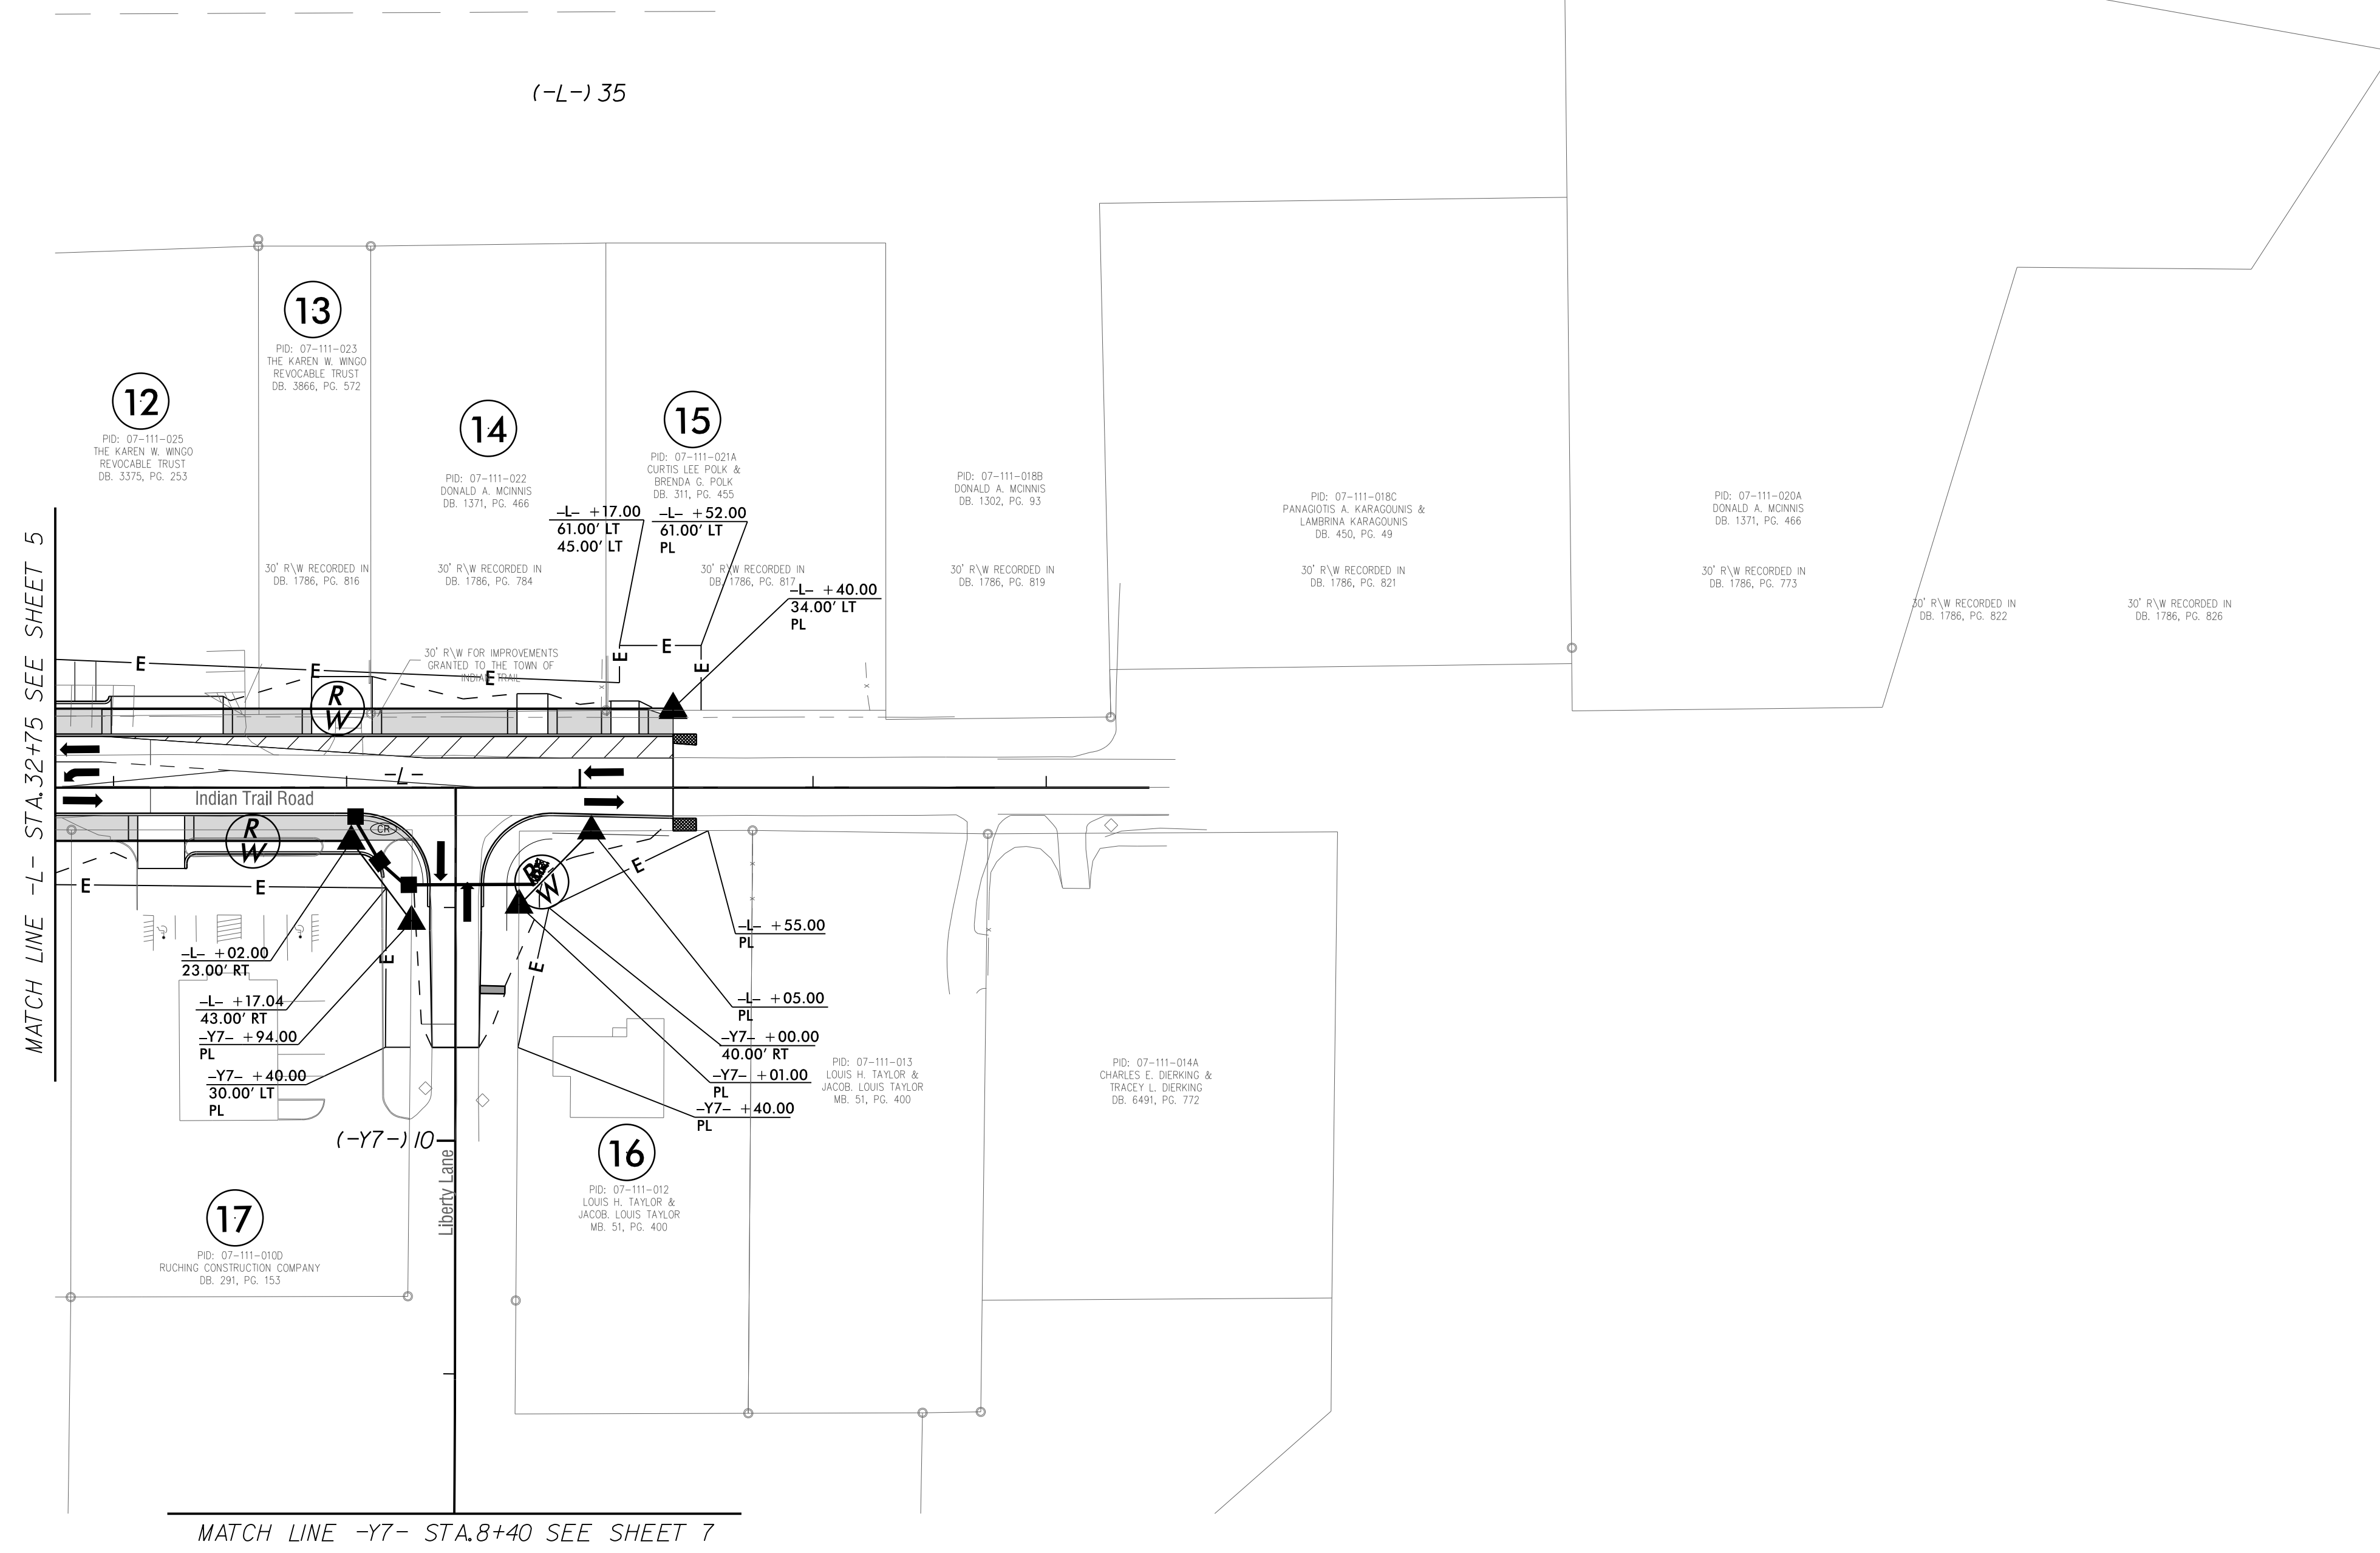 (-L-) 35
13
PID: 07-111-023
THE KAREN W. WINGO
REVOCABLE TRUST
DB. 3866, PG. 572
12
PID: 07-111-025
THE KAREN W. WINGO
REVOCABLE TRUST
DB. 3375, PG. 253
14
PID: 07-111-022
DONALD A. MCINNIS
DB. 1371, PG. 466
15
PID: 07-111-021A
CURTIS LEE POLK &
BRENDA G. POLK
DB. 311, PG. 455
PID: 07-111-018B
DONALD A. MCINNIS
DB. 1302, PG. 93
PID: 07-111-018C
PANAGIOTIS A. KARAGOUNIS &
LAMBRINA KARAGOUNIS
DB. 450, PG. 49
PID: 07-111-020A
DONALD A. MCINNIS
DB. 1371, PG. 466
-L- +17.00
61.00' LT
45.00' LT
-L- +52.00
61.00' LT
PL
30' R\W RECORDED IN
DB. 1786, PG. 816
30' R\W RECORDED IN
DB. 1786, PG. 784
30' R\W RECORDED IN
DB. 1786, PG. 817
30' R\W RECORDED IN
DB. 1786, PG. 819
30' R\W RECORDED IN
DB. 1786, PG. 821
30' R\W RECORDED IN
DB. 1786, PG. 773
30' R\W RECORDED IN
DB. 1786, PG. 822
30' R\W RECORDED IN
DB. 1786, PG. 826
-L- +40.00
34.00' LT
PL
MATCH LINE -L- STA.32+75 SEE SHEET 5
30' R\W FOR IMPROVEMENTS
GRANTED TO THE TOWN OF
INDIAN TRAIL
E
E
E
E
E
E
R
W
-L-
Indian Trail Road
R
W
CR
R
W
E
E
E
E
E
-L- +55.00
PL
-L- +02.00
23.00' RT
-L- +17.04
43.00' RT
-Y7- +94.00
PL
-Y7- +40.00
30.00' LT
PL
-L- +05.00
PL
-Y7- +00.00
40.00' RT
-Y7- +01.00
PL
-Y7- +40.00
PL
PID: 07-111-013
LOUIS H. TAYLOR &
JACOB. LOUIS TAYLOR
MB. 51, PG. 400
PID: 07-111-014A
CHARLES E. DIERKING &
TRACEY L. DIERKING
DB. 6491, PG. 772
(-Y7-) 10
Liberty Lane
16
PID: 07-111-012
LOUIS H. TAYLOR &
JACOB. LOUIS TAYLOR
MB. 51, PG. 400
17
PID: 07-111-010D
RUCHING CONSTRUCTION COMPANY
DB. 291, PG. 153
MATCH LINE -Y7- STA.8+40 SEE SHEET 7